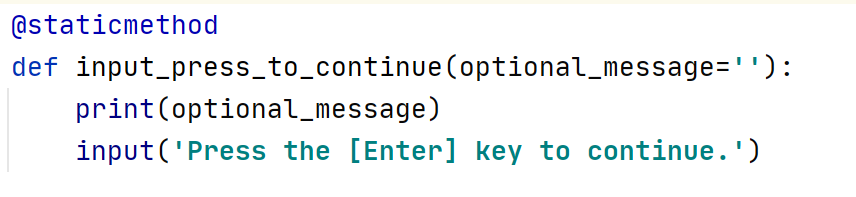 @staticmethod
def input_press_to_continue(optional_message=''):
    print(optional_message)
    input('Press the [Enter] key to continue.')